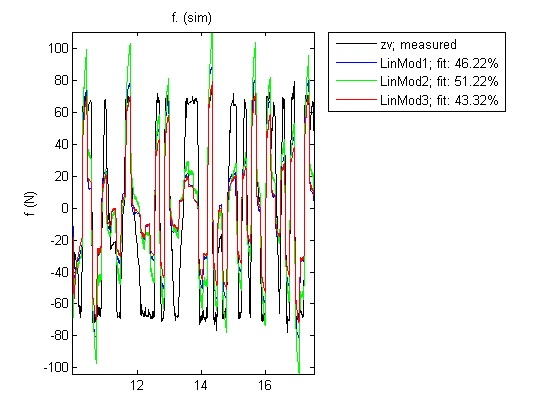 f. (sim)
zv; measured
LinMod1; fit: 46.22%
LinMod2; fit: 51.22%
LinMod3; fit: 43.32%
f (N)
100
80
60
40
20
0
-20
-40
-60
-80
-100
12 14 16